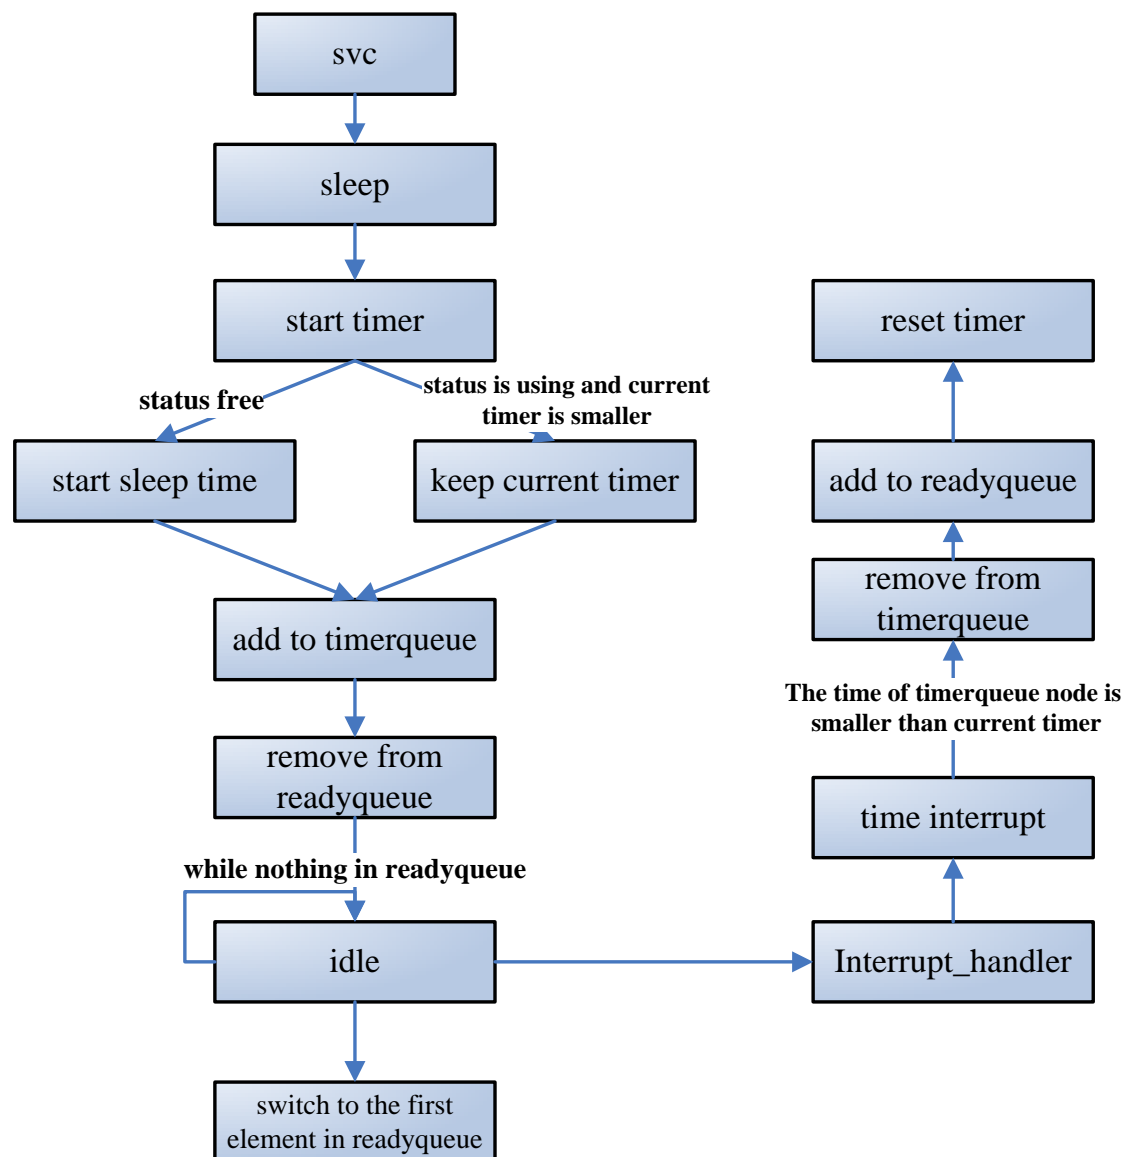 svc
sleep
start timer
status free
status is using and current
timer is smaller
start sleep time
keep current timer
add to timerqueue
remove from
readyqueue
while nothing in readyqueue
idle
switch to the first
element in readyqueue
reset timer
add to readyqueue
remove from
timerqueue
The time of timerqueue node is
smaller than current timer
time interrupt
Interrupt_handler